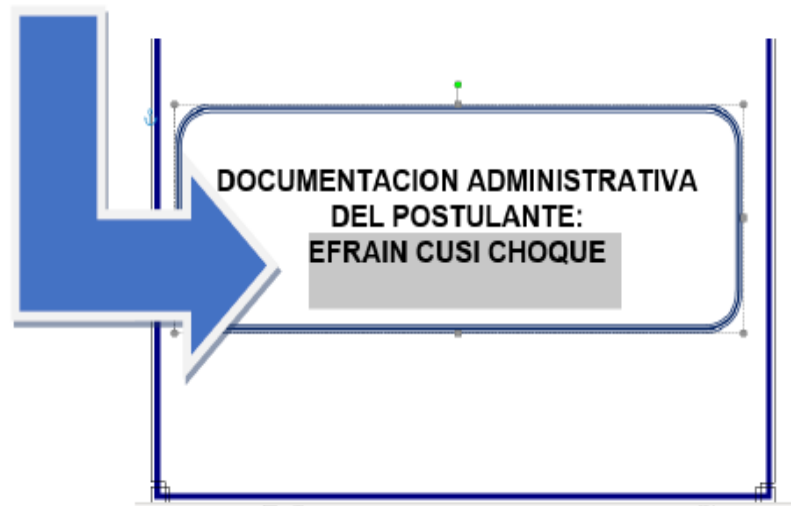 DOCUMENTACION ADMINISTRATIVA
DEL POSTULANTE:
EFRAIN CUSI CHOQUE